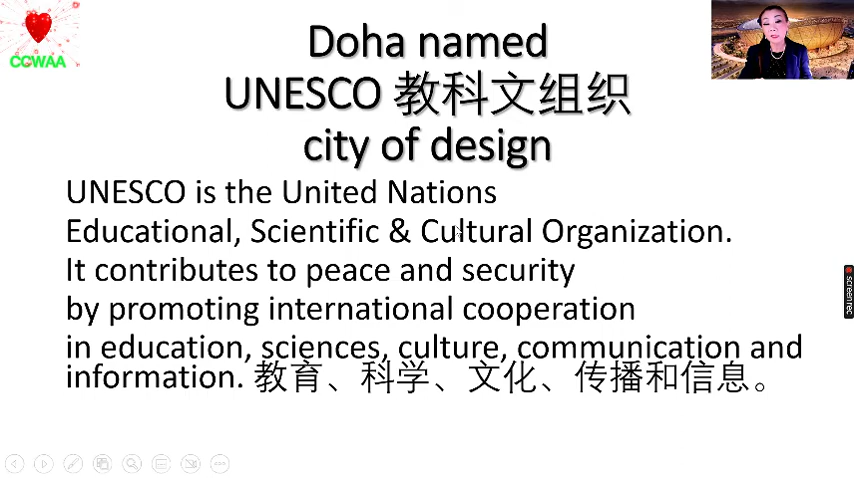 CCWAA
Doha named
UNESCO 教科文组织
city of design
UNESCO is the United Nations
Educational, Scientific & Cultural Organization.
It contributes to peace and security
by promoting international cooperation
in education, sciences, culture, communication and
information. 教育、科学、文化、传播和信息。
screenrec